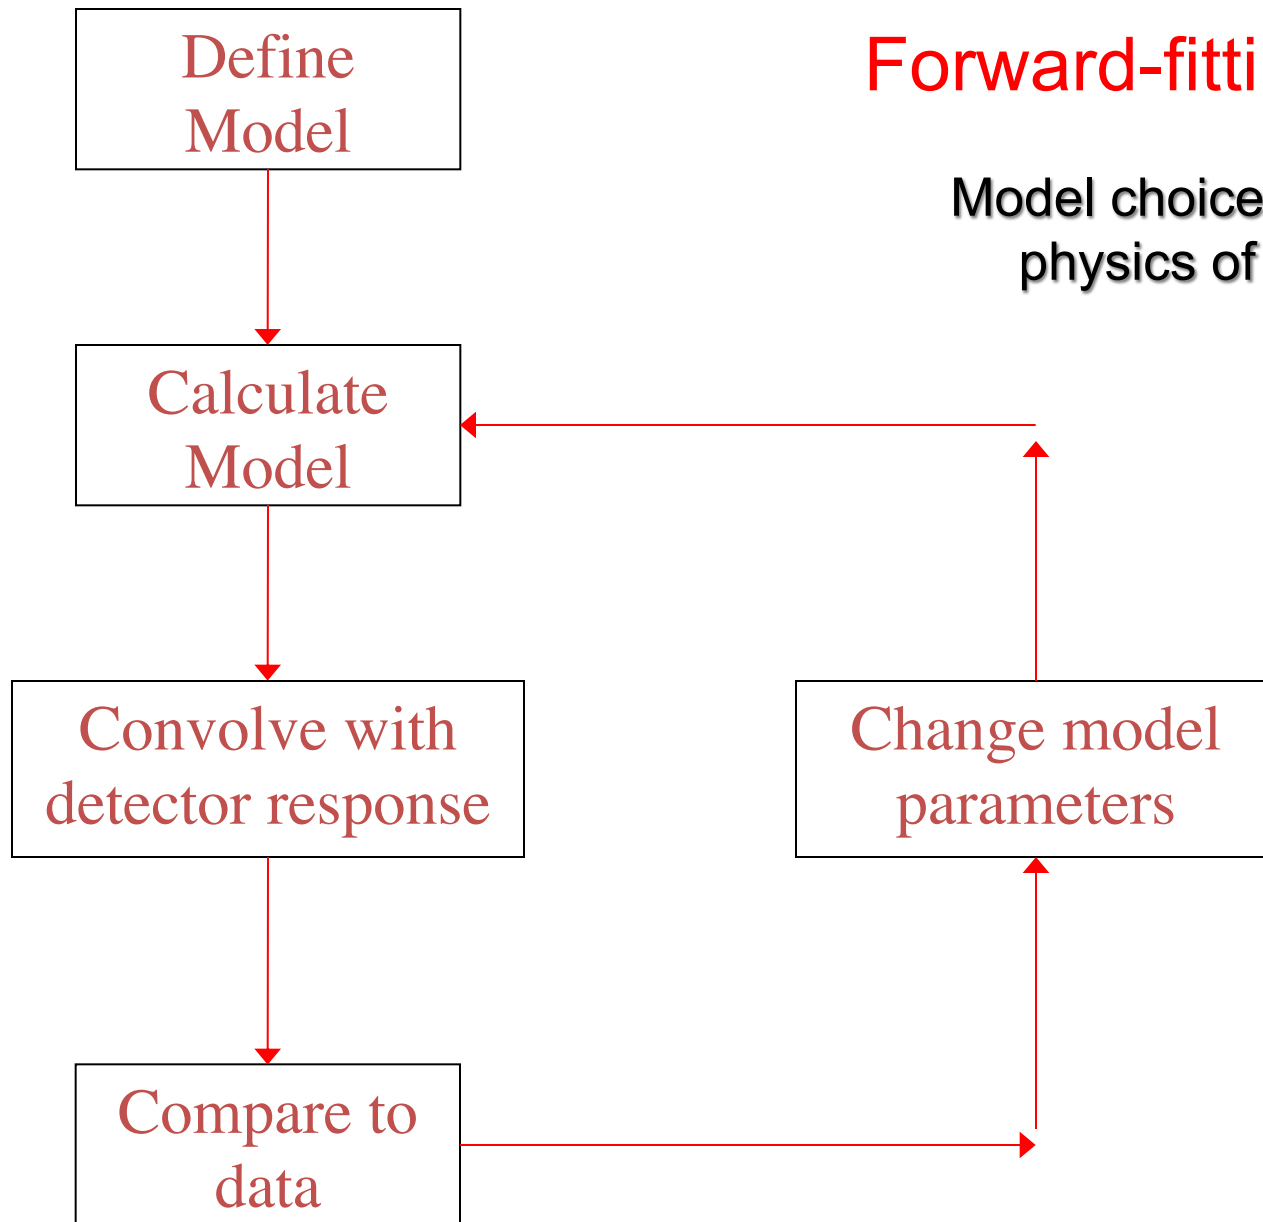 Define
Model
Forward-fitti
Model choice
physics of
Calculate
Model
Convolve with
detector response
Change model
parameters
Compare to
data